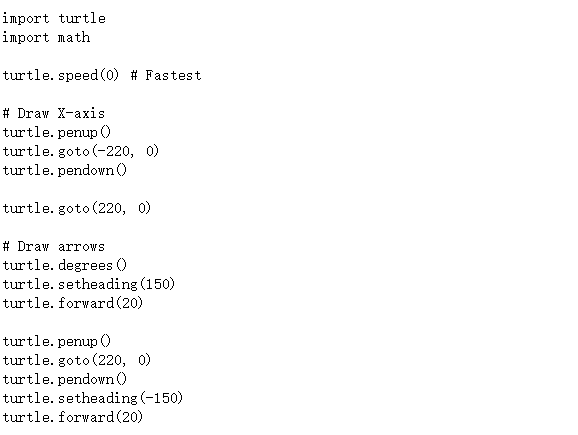 import turtle
import math
turtle.speed(0) # Fastest
# Draw X-axis
turtle.penup()
turtle.goto(-220, 0)
turtle.pendown()
turtle.goto(220, 0)
# Draw arrows
turtle.degrees()
turtle.setheading(150)
turtle.forward(20)
turtle.penup()
turtle.goto(220, 0)
turtle.pendown()
turtle.setheading(-150)
turtle.forward(20)